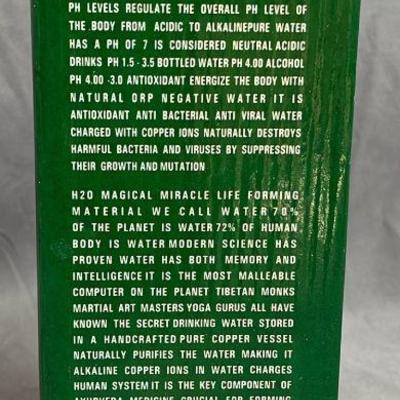 PH LEVELS REGULATE THE OVERALL PH LEVEL OF
THE BODY FROM ACIDIC TO ALKALINEPURE WATER
HAS A PH OF 7 IS CONSIDERED NEUTRAL ACIDIC
DRINKS PH 1.5 - 3.5 BOTTLED WATER PH 4.00 ALCOHOL
PH 4.00 -3.0 ANTIOXIDANT ENERGIZE THE BODY WITH
NATURAL ORP NEGATIVE WATER IT IS
ANTIOXIDANT ANTI BACTERIAL ANTI VIRAL WATER
CHARGED WITH COPPER IONS NATURALLY DESTROYS
HARMFUL BACTERIA AND VIRUSES BY SUPPRESSING
THEIR GROWTH AND MUTATION
H2O MAGICAL MIRACLE LIFE FORMING
MATERIAL WE CALL WATER 70%
OF THE PLANET IS WATER 72% OF HUMAN
BODY IS WATER MODERN SCIENCE HAS
PROVEN WATER HAS BOTH MEMORY AND
INTELLIGENCE IT IS THE MOST MALLEABLE
COMPUTER ON THE PLANET TIBETAN MONKS
MARTIAL ART MASTERS YOGA GURUS ALL HAVE
KNOWN THE SECRET DRINKING WATER STORED
IN A HANDCRAFTED PURE COPPER VESSEL
NATURALLY PURIFIES THE WATER MAKING IT
ALKALINE COPPER IONS IN WATER CHARGES
HUMAN SYSTEM IT IS THE KEY COMPONENT OF
AYURVEDA MEDICINE CRUCIAL FOR FORMING